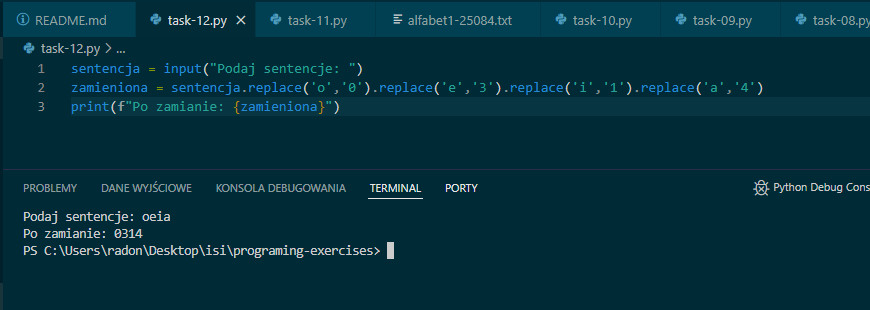 README.md task-12.py task-11.py alfabet1-25084.txt task-10.py task-09.py task-08.py
task-12.py > ...
1 sentencja = input("Podaj sentencje: ")
2 zamieniona = sentencja.replace('o','0').replace('e','3').replace('i','1').replace('a','4')
3 print(f"Po zamianie: {zamieniona}")
PROBLEMY DANE WYJŚCIOWE KONSOLA DEBUGOWANIA TERMINAL PORTY Python Debug Cons
Podaj sentencje: oeia
Po zamianie: 0314
PS C:\Users\radon\Desktop\isi\programing-exercises>